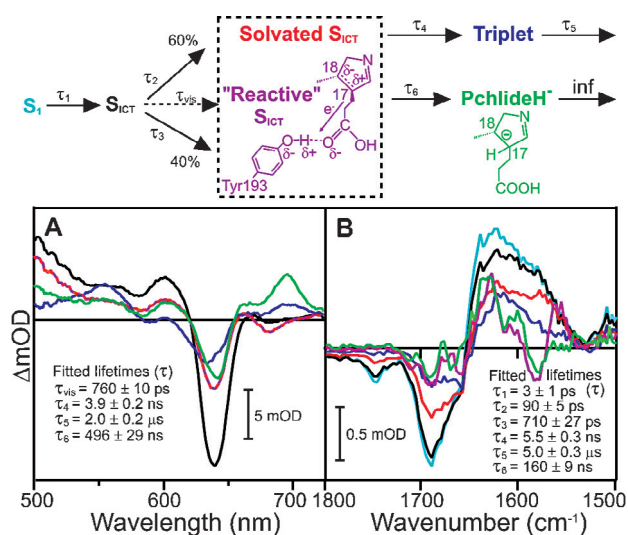 60% Solvated S_ICT τ₄ Triplet τ₅
S₁ τ₁ S_ICT τ₂ τ_vis τ₃ 40%
"Reactive" S_ICT τ₆ PchlideH⁻ inf
N 18 δ- δ+ 17 e⁻
H O O OH δ- δ+ δ-
Tyr193
N 18 ⊖ H 17
COOH
A
ΔmOD
Fitted lifetimes (τ)
τ_vis = 760 ± 10 ps
τ₄ = 3.9 ± 0.2 ns
τ₅ = 2.0 ± 0.2 μs
τ₆ = 496 ± 29 ns
5 mOD
500 600 700
Wavelength (nm)
B
0.5 mOD
Fitted lifetimes (τ)
τ₁ = 3 ± 1 ps
τ₂ = 90 ± 5 ps
τ₃ = 710 ± 27 ps
τ₄ = 5.5 ± 0.3 ns
τ₅ = 5.0 ± 0.3 μs
τ₆ = 160 ± 9 ns
1800 1700 1600 1500
Wavenumber (cm⁻¹)